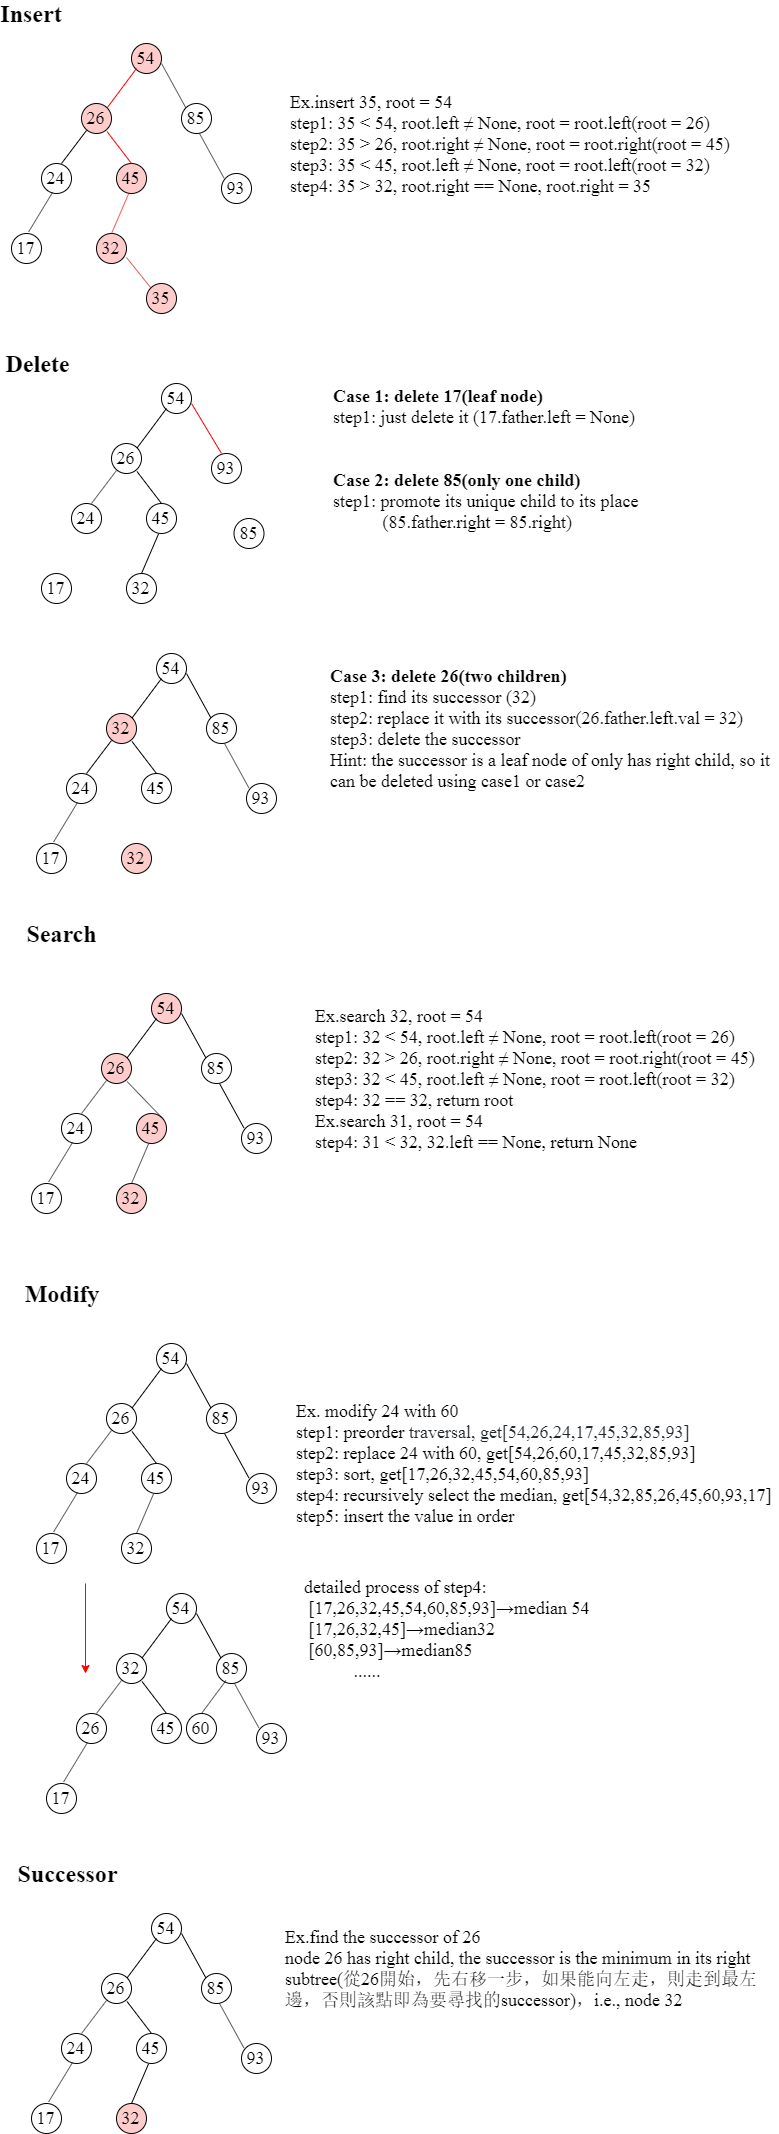 Insert
54
26
85
24
45
93
17
32
35
Ex.insert 35, root = 54
step1: 35 < 54, root.left ≠ None, root = root.left(root = 26)
step2: 35 > 26, root.right ≠ None, root = root.right(root = 45)
step3: 35 < 45, root.left ≠ None, root = root.left(root = 32)
step4: 35 > 32, root.right == None, root.right = 35
Delete
54
26
93
24
45
85
17
32
Case 1: delete 17(leaf node)
step1: just delete it (17.father.left = None)
Case 2: delete 85(only one child)
step1: promote its unique child to its place
(85.father.right = 85.right)
54
32
85
24
45
93
17
32
Case 3: delete 26(two children)
step1: find its successor (32)
step2: replace it with its successor(26.father.left.val = 32)
step3: delete the successor
Hint: the successor is a leaf node of only has right child, so it
can be deleted using case1 or case2
Search
54
26
85
24
45
93
17
32
Ex.search 32, root = 54
step1: 32 < 54, root.left ≠ None, root = root.left(root = 26)
step2: 32 > 26, root.right ≠ None, root = root.right(root = 45)
step3: 32 < 45, root.left ≠ None, root = root.left(root = 32)
step4: 32 == 32, return root
Ex.search 31, root = 54
step4: 31 < 32, 32.left == None, return None
Modify
54
26
85
24
45
93
17
32
Ex. modify 24 with 60
step1: preorder traversal, get[54,26,24,17,45,32,85,93]
step2: replace 24 with 60, get[54,26,60,17,45,32,85,93]
step3: sort, get[17,26,32,45,54,60,85,93]
step4: recursively select the median, get[54,32,85,26,45,60,93,17]
step5: insert the value in order
54
32
85
26
45
60
93
17
detailed process of step4:
[17,26,32,45,54,60,85,93]→median 54
[17,26,32,45]→median32
[60,85,93]→median85
......
Successor
54
26
85
24
45
93
17
32
Ex.find the successor of 26
node 26 has right child, the successor is the minimum in its right
subtree(從26開始，先右移一步，如果能向左走，則走到最左
邊，否則該點即為要尋找的successor)，i.e., node 32